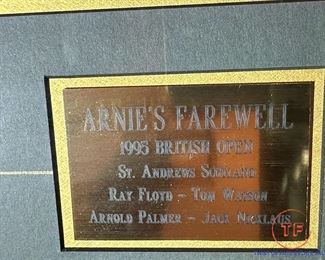 ARNIE'S FAREWELL
1995 BRITISH OPEN
ST. ANDREWS SCOTLAND
RAY FLOYD - TOM WATSON
ARNOLD PALMER - JACK NICKLAUS
TF